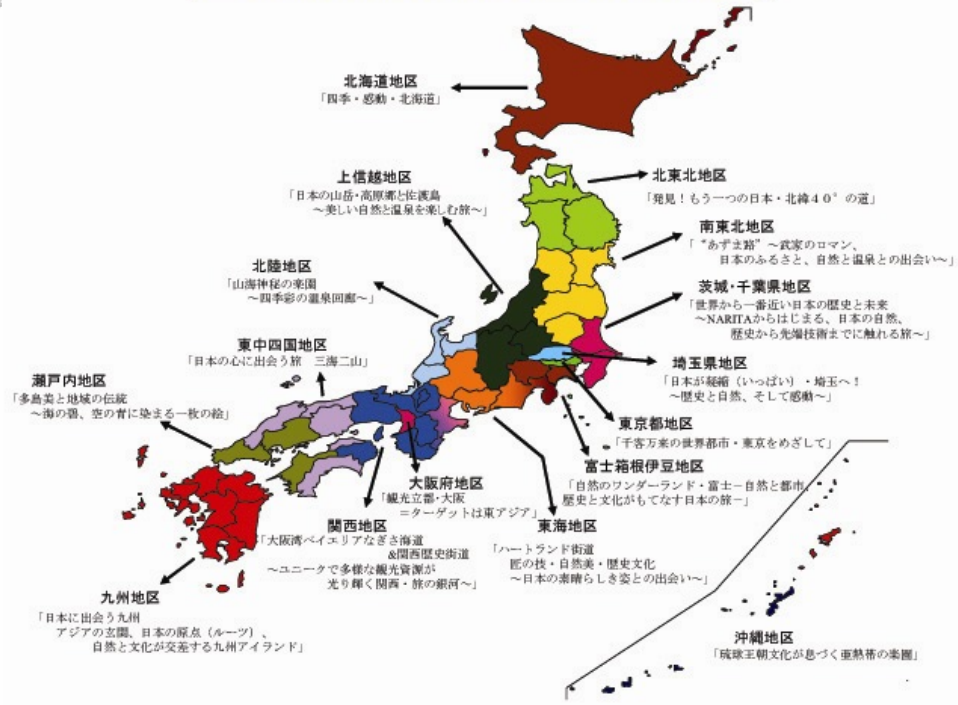 北海道地区
「四季・感動・北海道」
上信越地区
「日本の山岳・高原郷と佐渡島
～美しい自然と温泉を楽しむ旅～」
北東北地区
「発見！もう一つの日本・北緯４０°の道」
南東北地区
「“あずま路”～武家のロマン、
日本のふるさと、自然と温泉との出会い～」
北陸地区
「山海神秘の楽園
～四季彩の温泉回廊～」
茨城・千葉県地区
「世界から一番近い日本の歴史と未来
～NARITAからはじまる、日本の自然、
歴史から先端技術までに触れる旅～」
東中四国地区
「日本の心に出会う旅　三海二山」
埼玉県地区
「日本が凝縮（いっぱい）・埼玉へ！
～歴史と自然、そして感動～」
瀬戸内地区
「多島美と地域の伝統
～海の碧、空の青に染まる一枚の絵」
東京都地区
「千客万来の世界都市・東京をめざして」
富士箱根伊豆地区
「自然のワンダーランド・富士－自然と都市、
歴史と文化がもてなす日本の旅－」
大阪府地区
「観光立都・大阪
＝ターゲットは東アジア」
関西地区
「大阪湾ベイエリアなぎさ海道
&関西歴史街道
～ユニークで多様な観光資源が
光り輝く関西・旅の銀河～」
東海地区
「ハートランド街道
匠の技・自然美・歴史文化
～日本の素晴らしき姿との出会い～」
九州地区
「日本に出会う九州
アジアの玄関、日本の原点（ルーツ）、
自然と文化が交差する九州アイランド」
沖縄地区
「琉球王朝文化が息づく亜熱帯の楽園」